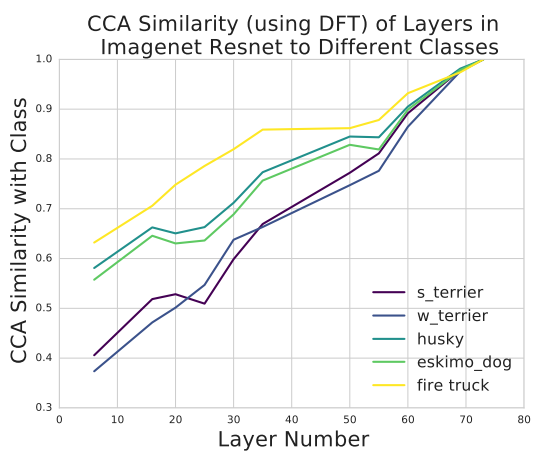 CCA Similarity (using DFT) of Layers in
Imagenet Resnet to Different Classes
CCA Similarity with Class
1.0
0.9
0.8
0.7
0.6
0.5
0.4
0.3
s_terrier
w_terrier
husky
eskimo_dog
fire truck
0 10 20 30 40 50 60 70 80
Layer Number